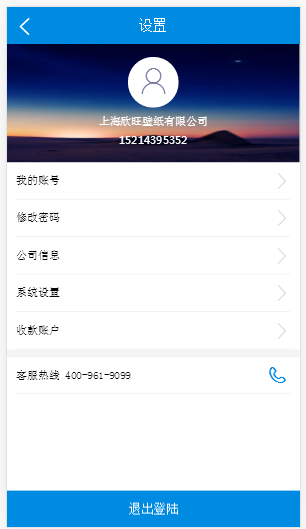 设置
上海欣旺壁纸有限公司
15214395352
我的账号
修改密码
公司信息
系统设置
收款账户
客服热线 400-961-9099
退出登陆